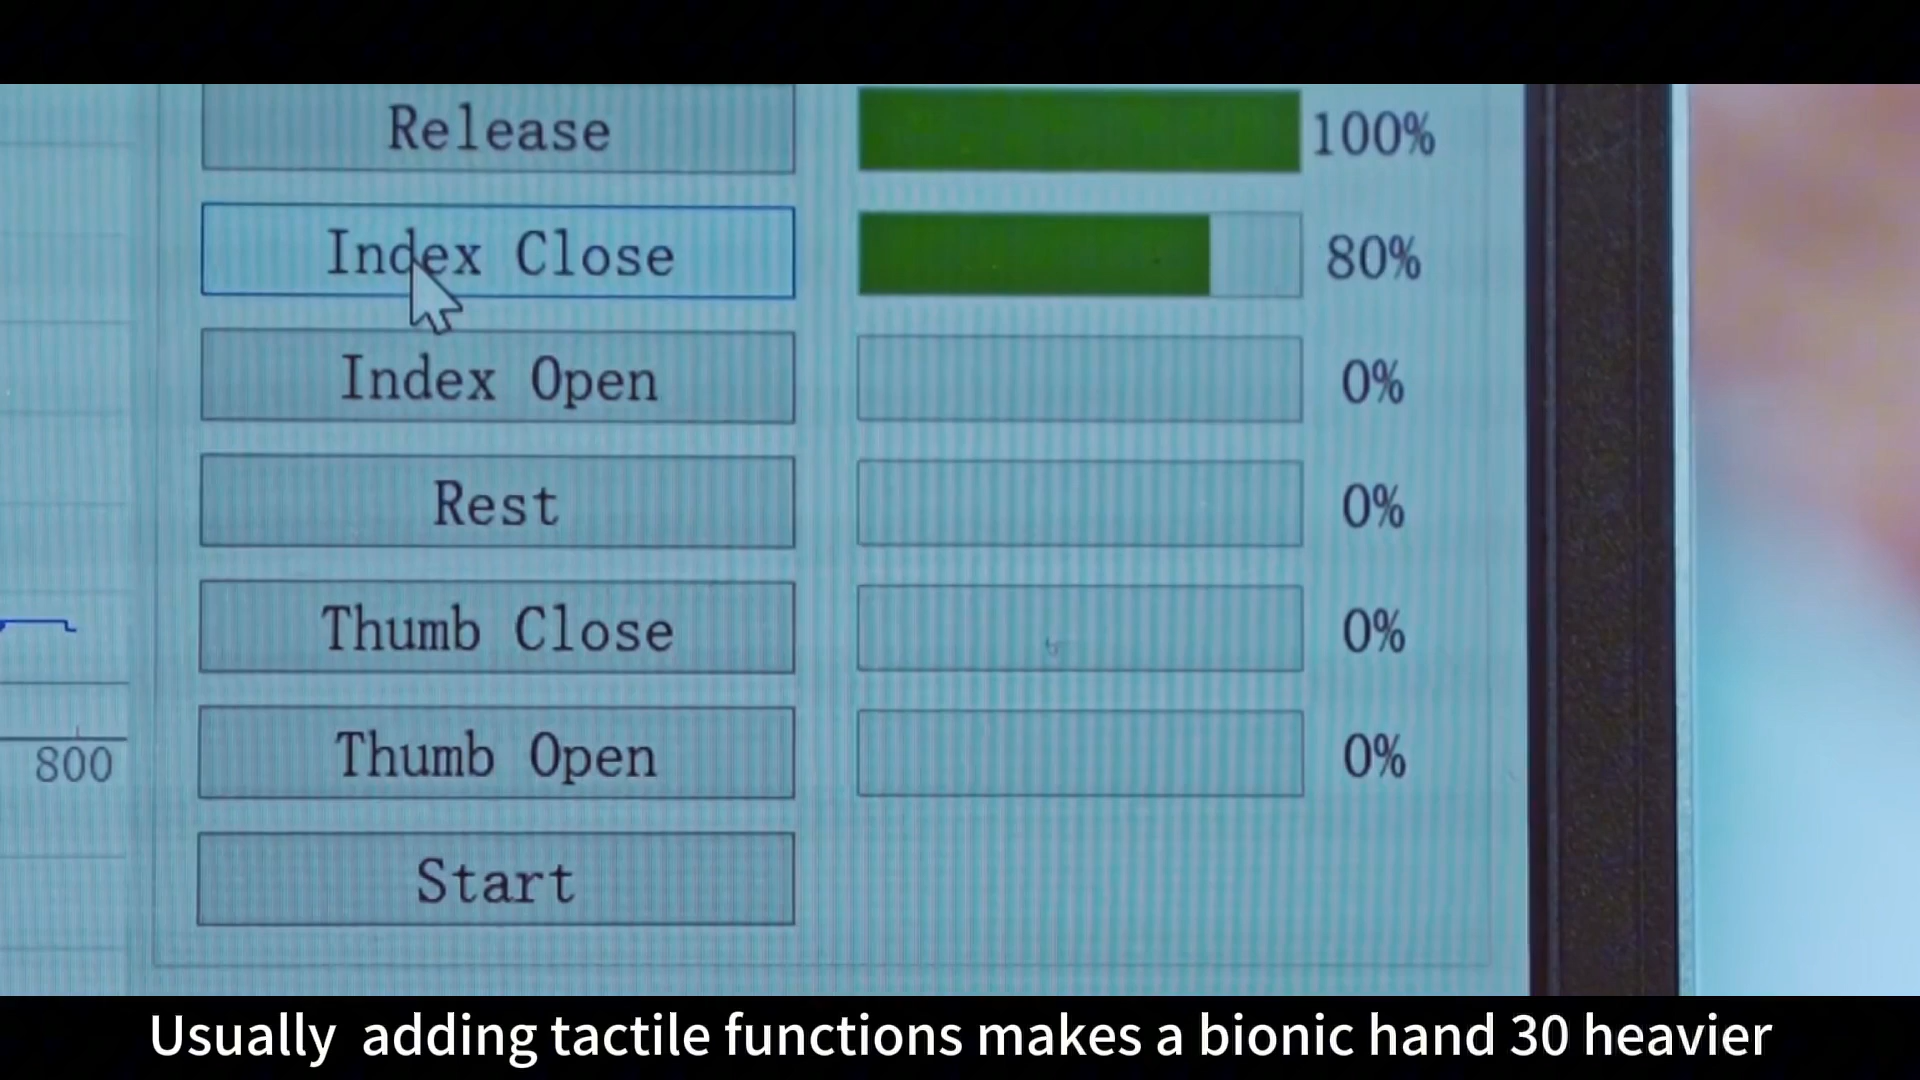 Release 100%
Index Close 80%
Index Open 0%
Rest 0%
Thumb Close 0%
Thumb Open 0%
800
Start
Usually adding tactile functions makes a bionic hand 30 heavier